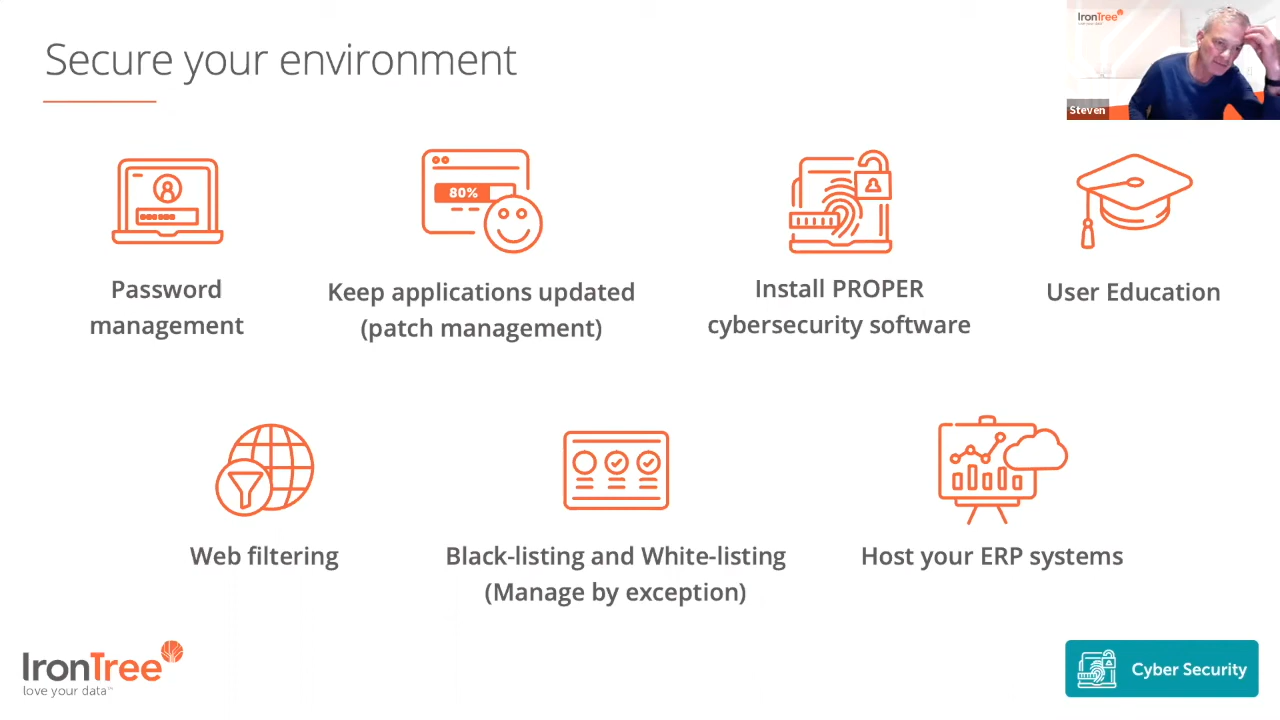 Secure your environment
IronTree
Steven
80%
Password
management
Keep applications updated
(patch management)
Install PROPER
cybersecurity software
User Education
Web filtering
Black-listing and White-listing
(Manage by exception)
Host your ERP systems
IronTree
love your data™
Cyber Security